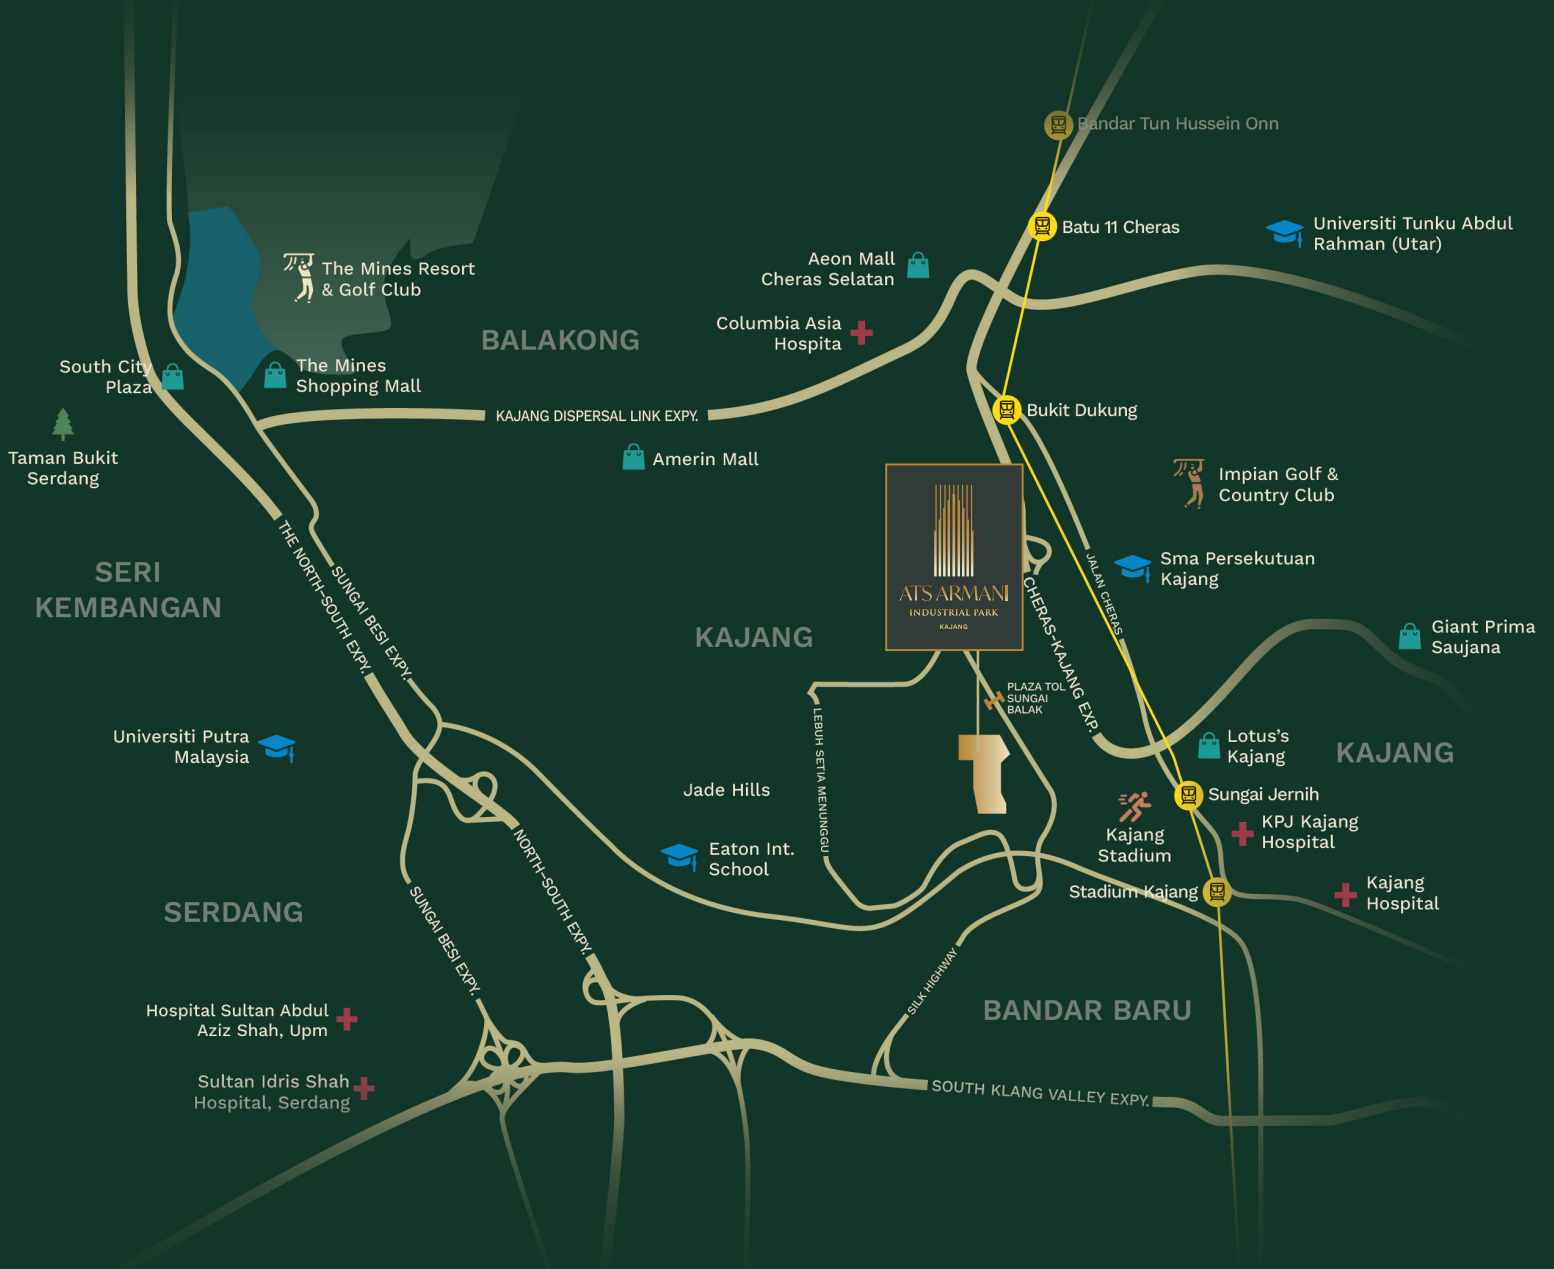 Bandar Tun Hussein Onn
Batu 11 Cheras
Universiti Tunku Abdul
Rahman (Utar)
Aeon Mall
Cheras Selatan
The Mines Resort
& Golf Club
Columbia Asia
Hospita
BALAKONG
South City
Plaza
The Mines
Shopping Mall
KAJANG DISPERSAL LINK EXPY.
Bukit Dukung
Taman Bukit
Serdang
Amerin Mall
Impian Golf &
Country Club
THE NORTH-SOUTH EXPY.
SUNGAI BESI EXPY.
SERI
KEMBANGAN
ATS ARMANI
INDUSTRIAL PARK
KAJANG
CHERAS-KAJANG EXP.
JALAN CHERAS
Sma Persekutuan
Kajang
KAJANG
Giant Prima
Saujana
PLAZA TOL
SUNGAI
BALAK
LEBUH SETIA MENUNGGU
Universiti Putra
Malaysia
Lotus's
Kajang
KAJANG
Jade Hills
Sungai Jernih
Kajang
Stadium
KPJ Kajang
Hospital
Eaton Int.
School
NORTH-SOUTH EXPY.
Stadium Kajang
Kajang
Hospital
SERDANG
SUNGAI BESI EXPY.
SILK HIGHWAY
BANDAR BARU
Hospital Sultan Abdul
Aziz Shah, Upm
Sultan Idris Shah
Hospital, Serdang
SOUTH KLANG VALLEY EXPY.